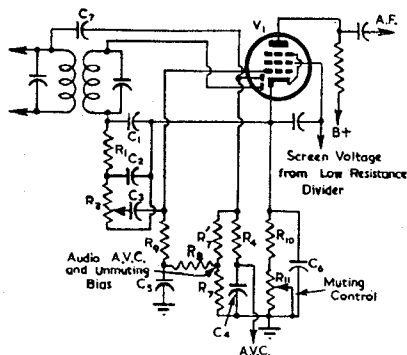 C7
V1
A.F.
B+
C1
R1
C2
R2
C3
Screen Voltage
from Low Resistance
Divider
R9
R8
R7'
R4
R10
C6
Audio A.V.C.
and Unmuting
Bias
C5
R7
C4
R11
Muting
Control
A.V.C.